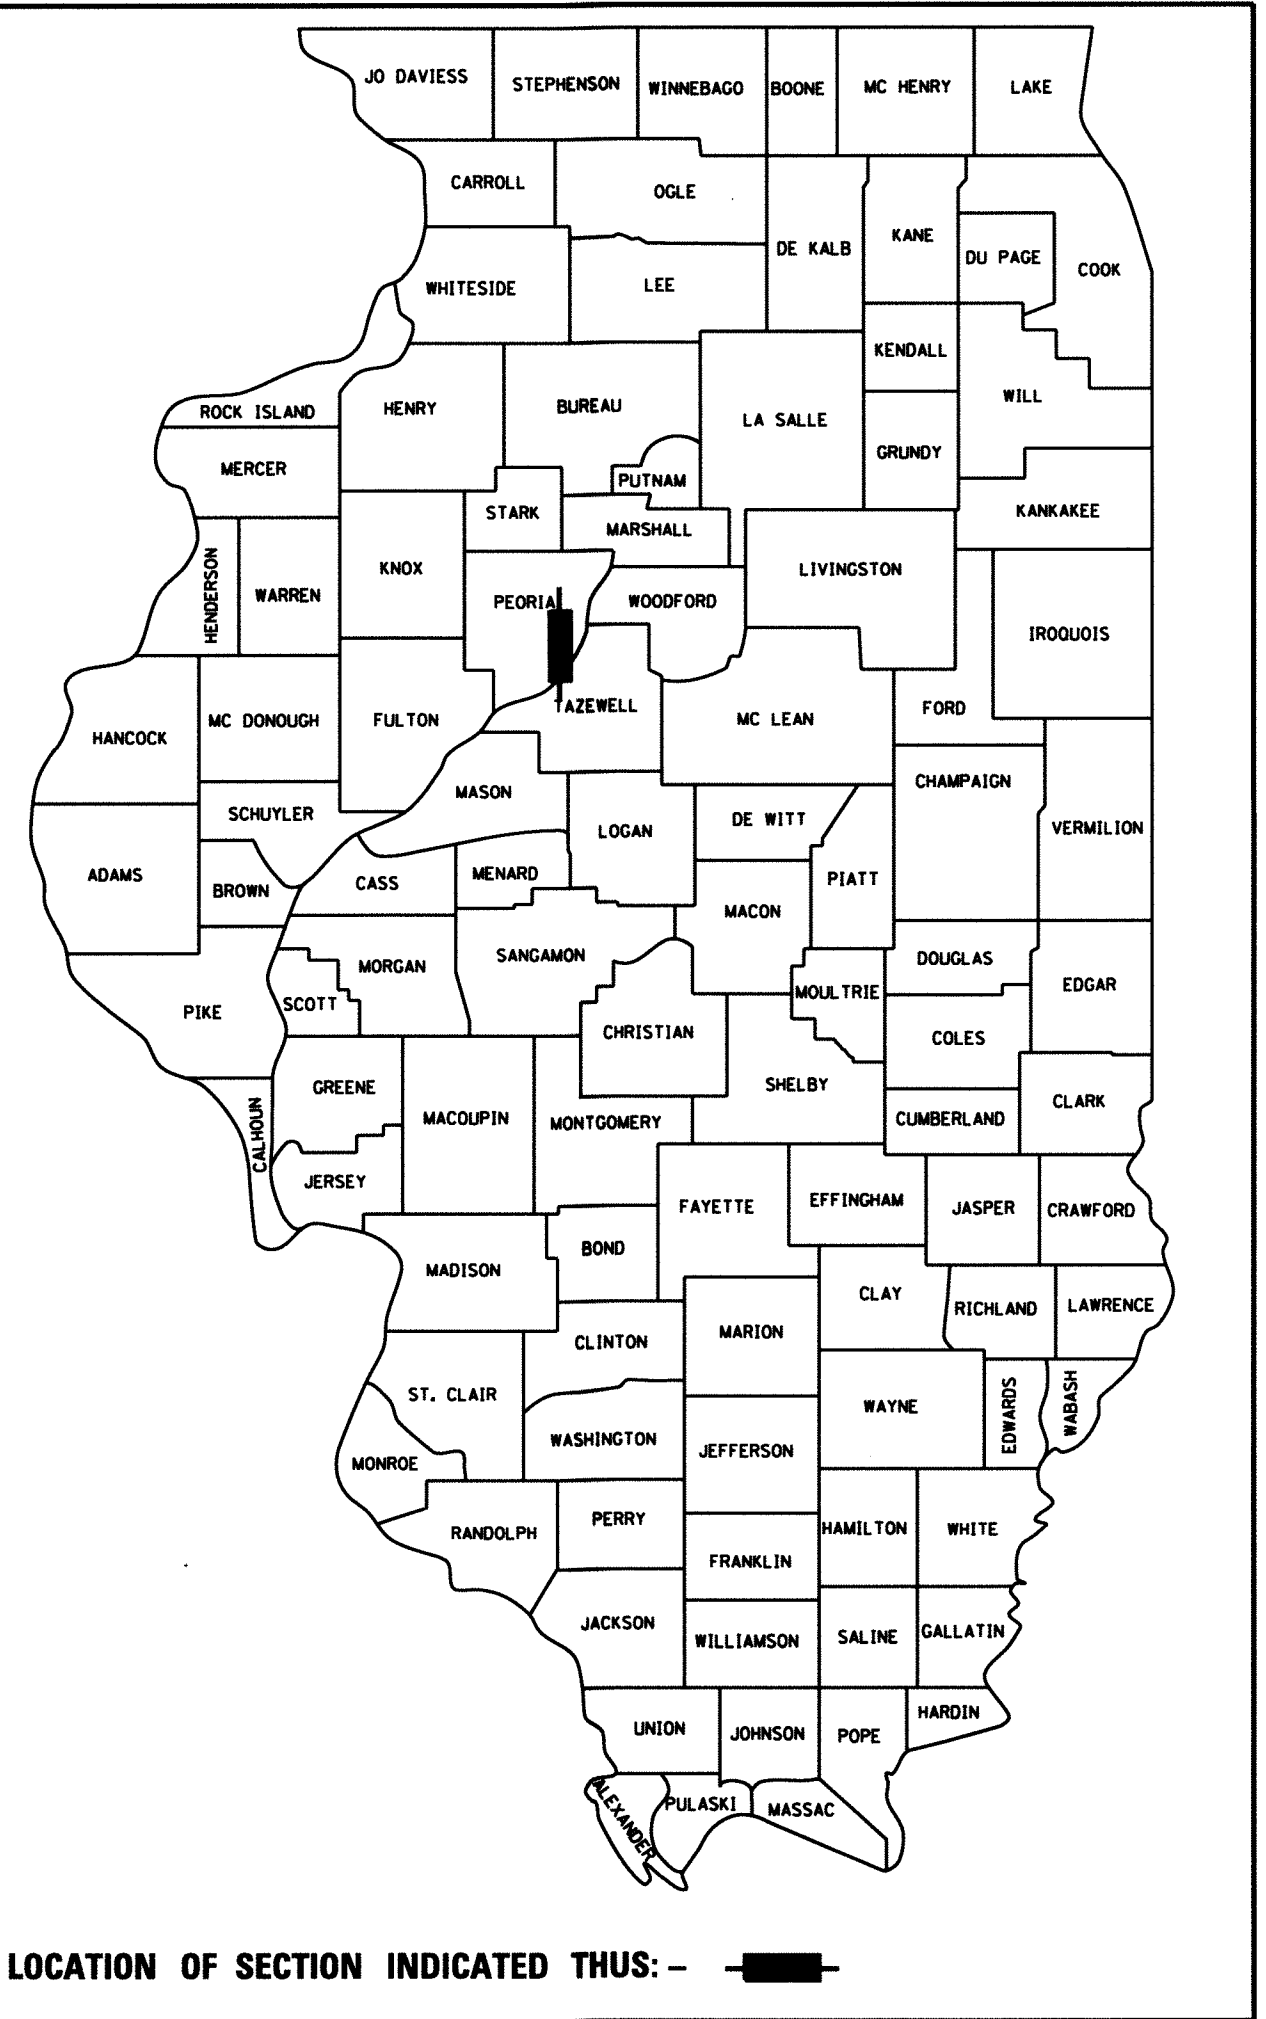 JO DAVIESS
STEPHENSON
WINNEBAGO
BOONE
MC HENRY
LAKE
CARROLL
OGLE
DE KALB
KANE
DU PAGE
COOK
WHITESIDE
LEE
KENDALL
WILL
ROCK ISLAND
HENRY
BUREAU
LA SALLE
GRUNDY
MERCER
PUTNAM
STARK
MARSHALL
KANKAKEE
HENDERSON
WARREN
KNOX
PEORIA
WOODFORD
LIVINGSTON
IROQUOIS
HANCOCK
MC DONOUGH
FULTON
TAZEWELL
MC LEAN
FORD
CHAMPAIGN
VERMILION
SCHUYLER
MASON
LOGAN
DE WITT
PIATT
ADAMS
BROWN
CASS
MENARD
MACON
PIKE
SCOTT
MORGAN
SANGAMON
CHRISTIAN
MOULTRIE
DOUGLAS
EDGAR
COLES
SHELBY
GREENE
CALHOUN
JERSEY
MACOUPIN
MONTGOMERY
CUMBERLAND
CLARK
FAYETTE
EFFINGHAM
JASPER
CRAWFORD
MADISON
BOND
CLAY
RICHLAND
LAWRENCE
CLINTON
MARION
ST. CLAIR
WAYNE
EDWARDS
WABASH
MONROE
WASHINGTON
JEFFERSON
RANDOLPH
PERRY
HAMILTON
WHITE
FRANKLIN
JACKSON
WILLIAMSON
SALINE
GALLATIN
UNION
JOHNSON
POPE
HARDIN
ALEXANDER
PULASKI
MASSAC
LOCATION OF SECTION INDICATED THUS: –